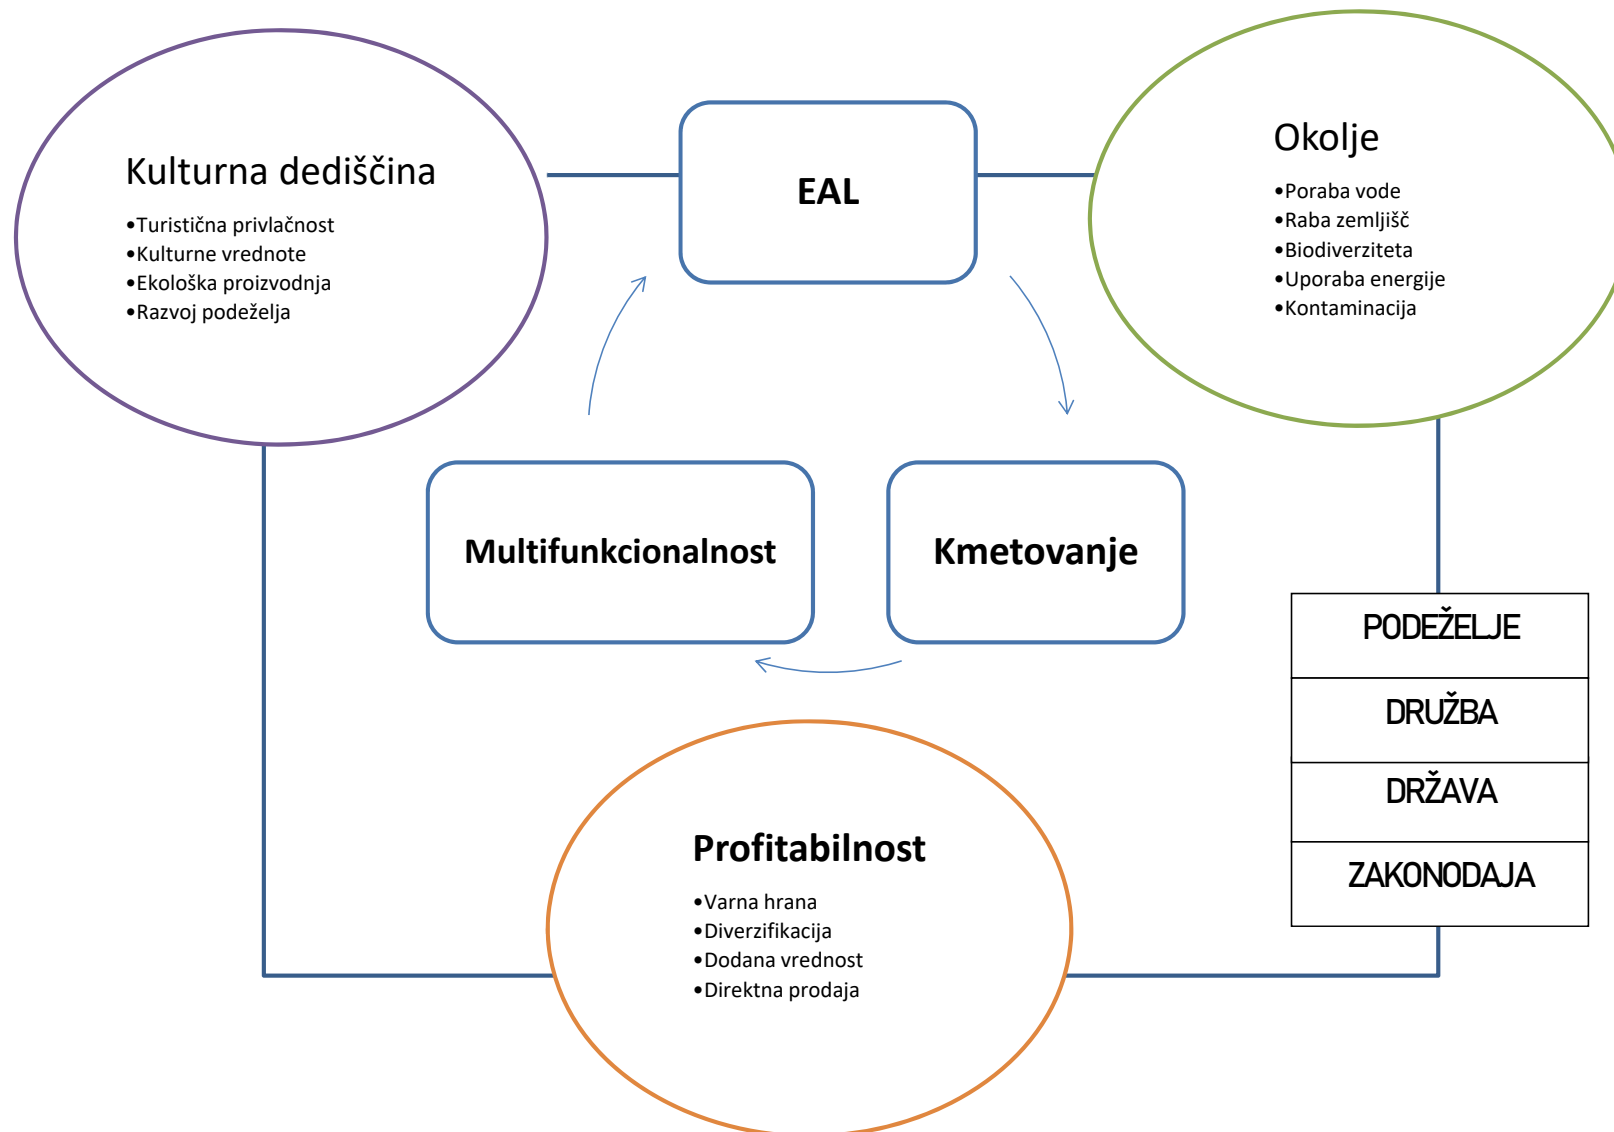 Kulturna dediščina
•Turistična privlačnost
•Kulturne vrednote
•Ekološka proizvodnja
•Razvoj podeželja
EAL
Okolje
•Poraba vode
•Raba zemljišč
•Biodiverziteta
•Uporaba energije
•Kontaminacija
Multifunkcionalnost
Kmetovanje
PODEŽELJE
DRUŽBA
DRŽAVA
ZAKONODAJA
Profitabilnost
•Varna hrana
•Diverzifikacija
•Dodana vrednost
•Direktna prodaja